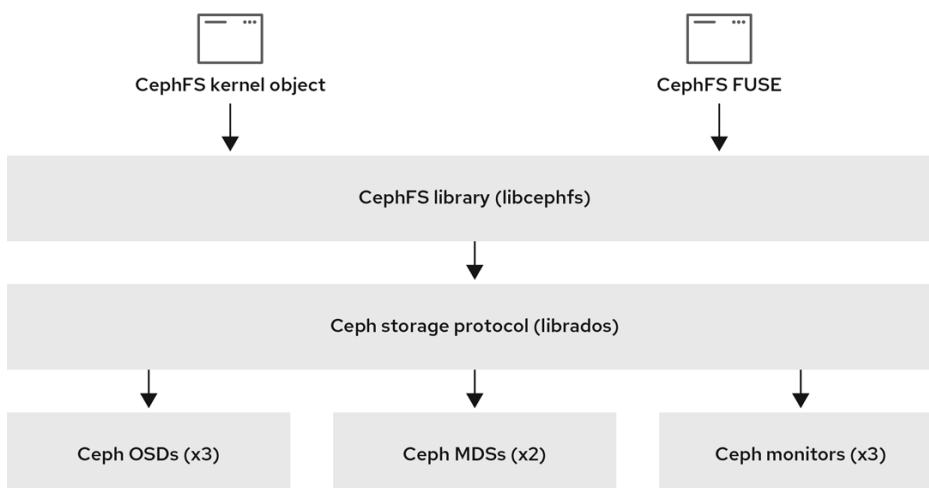 CephFS kernel object
CephFS FUSE
CephFS library (libcephfs)
Ceph storage protocol (librados)
Ceph OSDs (x3)
Ceph MDSs (x2)
Ceph monitors (x3)